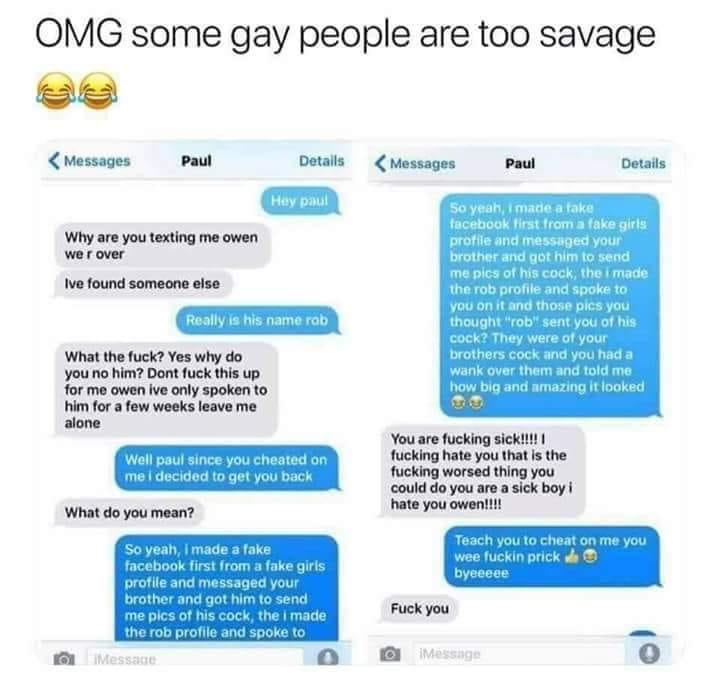 OMG some gay people are too savage
😂😂
Messages Paul Details
Hey paul
Why are you texting me owen
we r over
Ive found someone else
Really is his name rob
What the fuck? Yes why do
you no him? Dont fuck this up
for me owen ive only spoken to
him for a few weeks leave me
alone
Well paul since you cheated on
me i decided to get you back
What do you mean?
So yeah, i made a fake
facebook first from a fake girls
profile and messaged your
brother and got him to send
me pics of his cock, the i made
the rob profile and spoke to
iMessage
Messages Paul Details
So yeah, i made a fake
facebook first from a fake girls
profile and messaged your
brother and got him to send
me pics of his cock, the i made
the rob profile and spoke to
you on it and those pics you
thought "rob" sent you of his
cock? They were of your
brothers cock and you had a
wank over them and told me
how big and amazing it looked
😂😂
You are fucking sick!!!! I
fucking hate you that is the
fucking worsed thing you
could do you are a sick boy i
hate you owen!!!!
Teach you to cheat on me you
wee fuckin prick 👍😂
byeeeee
Fuck you
iMessage